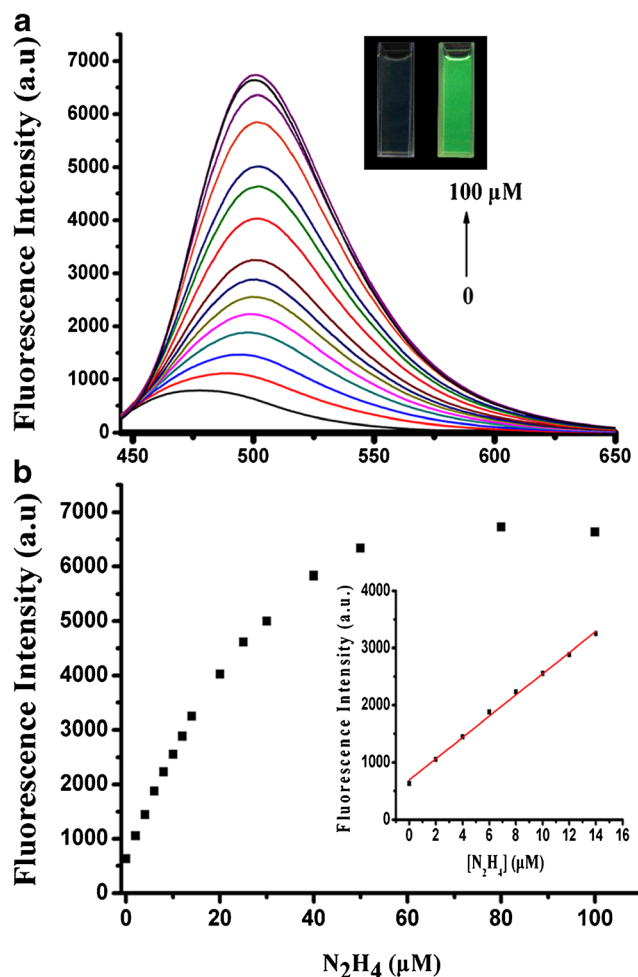 a
Fluorescence Intensity (a.u)
7000
6000
5000
4000
3000
2000
1000
0
100 µM
0
450 500 550 600 650
b
Fluorescence Intensity (a.u)
7000
6000
5000
4000
3000
2000
1000
0
0 20 40 60 80 100
N₂H₄ (µM)
Fluorescence Intensity (a.u.)
4000
3000
2000
1000
0
0 2 4 6 8 10 12 14 16
[N₂H₄] (µM)